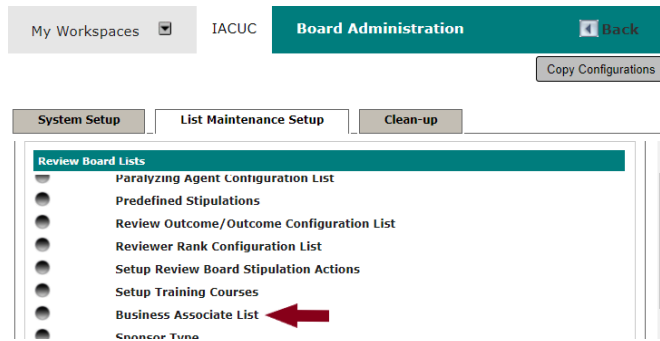 My Workspaces IACUC Board Administration Back
Copy Configurations
System Setup List Maintenance Setup Clean-up
Review Board Lists
Paralyzing Agent Configuration List
Predefined Stipulations
Review Outcome/Outcome Configuration List
Reviewer Rank Configuration List
Setup Review Board Stipulation Actions
Setup Training Courses
Business Associate List
Sponsor Type